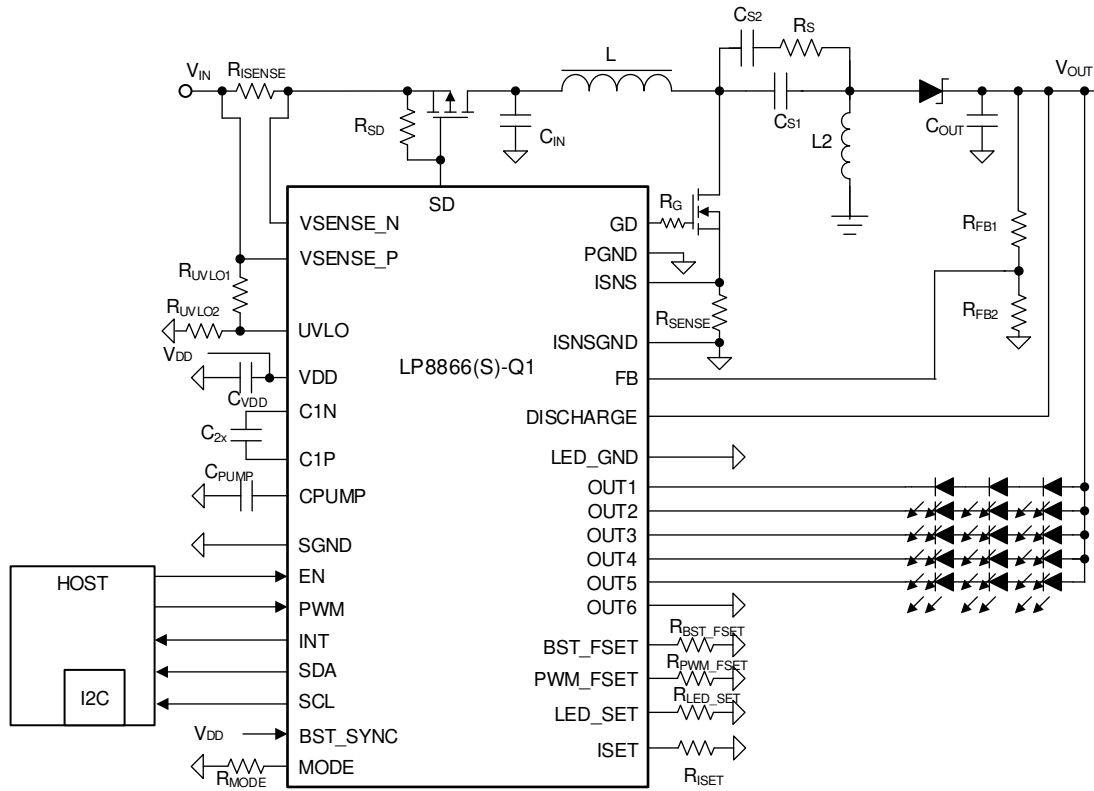 CS2
RS
VIN
RISENSE
L
VOUT
RSD
CIN
CS1
L2
COUT
SD
RG
GD
VSENSE_N
PGND
RFB1
VSENSE_P
ISNS
RUVLO1
RUVLO2
RSENSE
RFB2
UVLO
ISNSGND
VDD
LP8866(S)-Q1
VDD
FB
CVDD
C1N
DISCHARGE
C2x
C1P
LED_GND
CPUMP
CPUMP
OUT1
OUT2
OUT3
SGND
OUT4
EN
HOST
OUT5
PWM
OUT6
INT
RBST_FSET
BST_FSET
SDA
RPWM_FSET
PWM_FSET
I2C
SCL
RLED_SET
LED_SET
VDD
BST_SYNC
ISET
MODE
RMODE
RISET